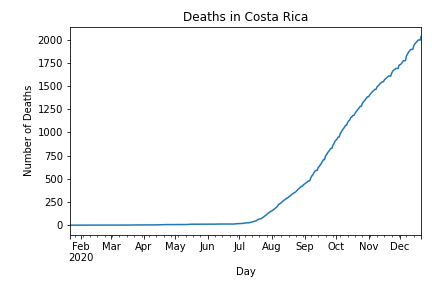 Deaths in Costa Rica
Number of Deaths
2000
1750
1500
1250
1000
750
500
250
0
Feb Mar Apr May Jun Jul Aug Sep Oct Nov Dec
2020
Day